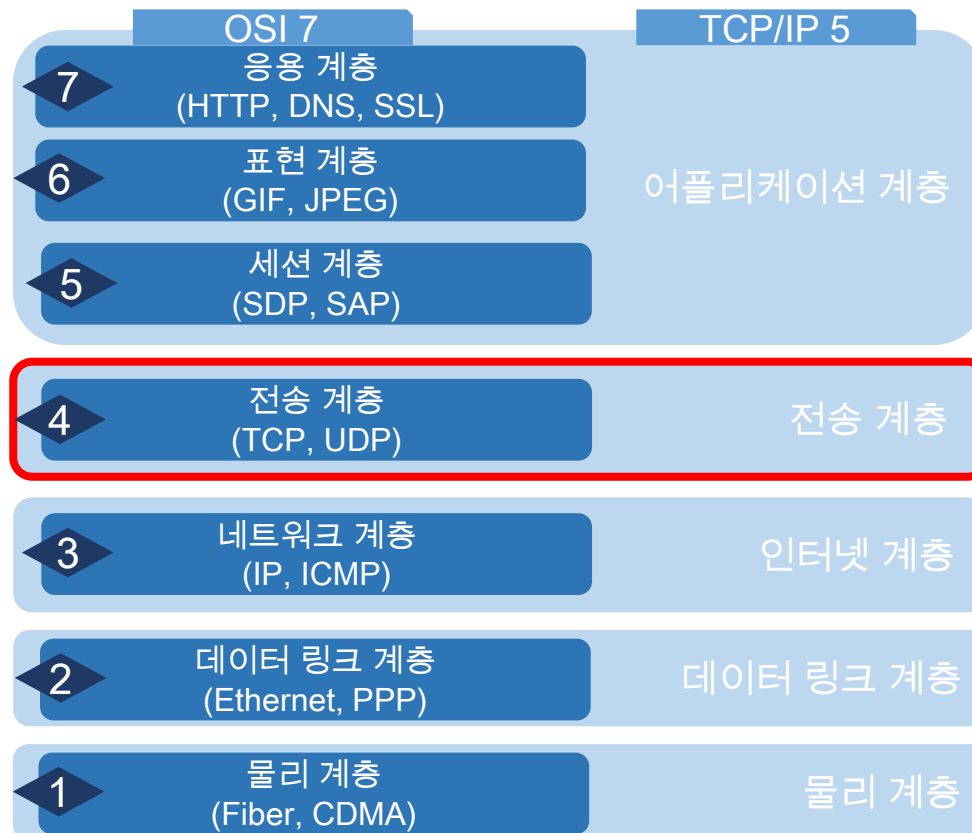 OSI 7
TCP/IP 5
7
응용 계층
(HTTP, DNS, SSL)
6
표현 계층
(GIF, JPEG)
어플리케이션 계층
5
세션 계층
(SDP, SAP)
4
전송 계층
(TCP, UDP)
전송 계층
3
네트워크 계층
(IP, ICMP)
인터넷 계층
2
데이터 링크 계층
(Ethernet, PPP)
데이터 링크 계층
1
물리 계층
(Fiber, CDMA)
물리 계층